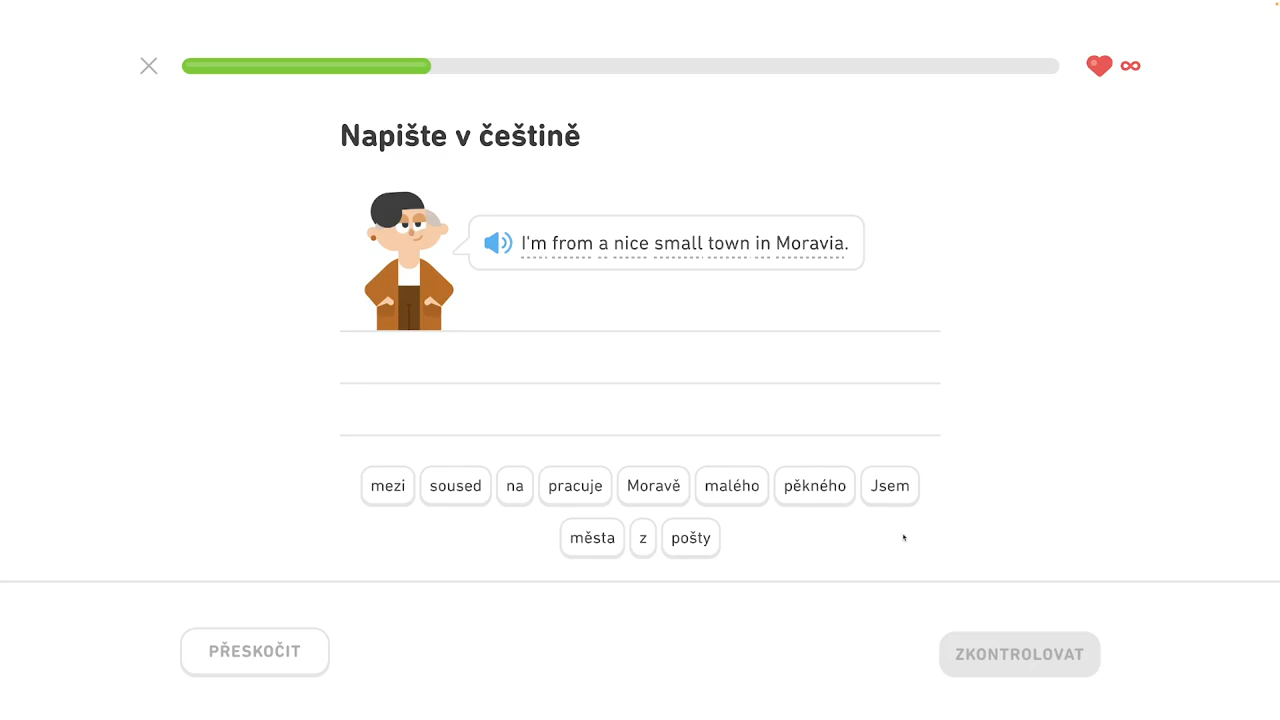 ∞
Napište v češtině
I'm from a nice small town in Moravia.
mezi soused na pracuje Moravě malého pěkného Jsem
města z pošty
PŘESKOČIT ZKONTROLOVAT